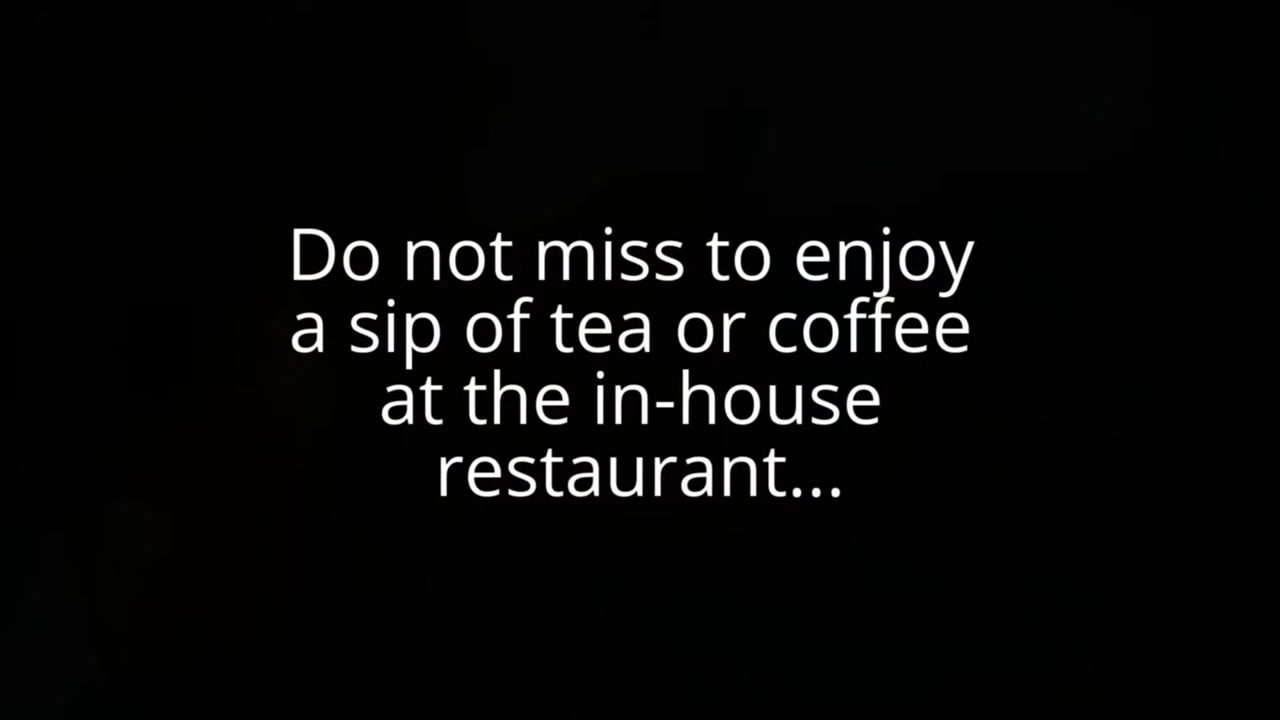 Do not miss to enjoy
a sip of tea or coffee
at the in-house
restaurant...